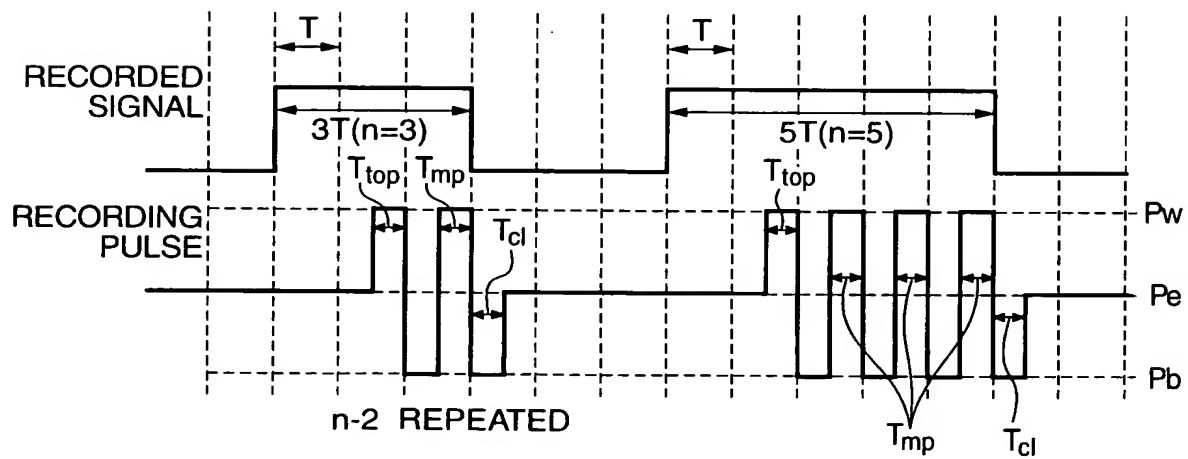 T
T
RECORDED
SIGNAL
3T(n=3)
5T(n=5)
Ttop
Tmp
Ttop
RECORDING
PULSE
Tcl
Pw
Pe
Pb
n-2 REPEATED
Tmp
Tcl